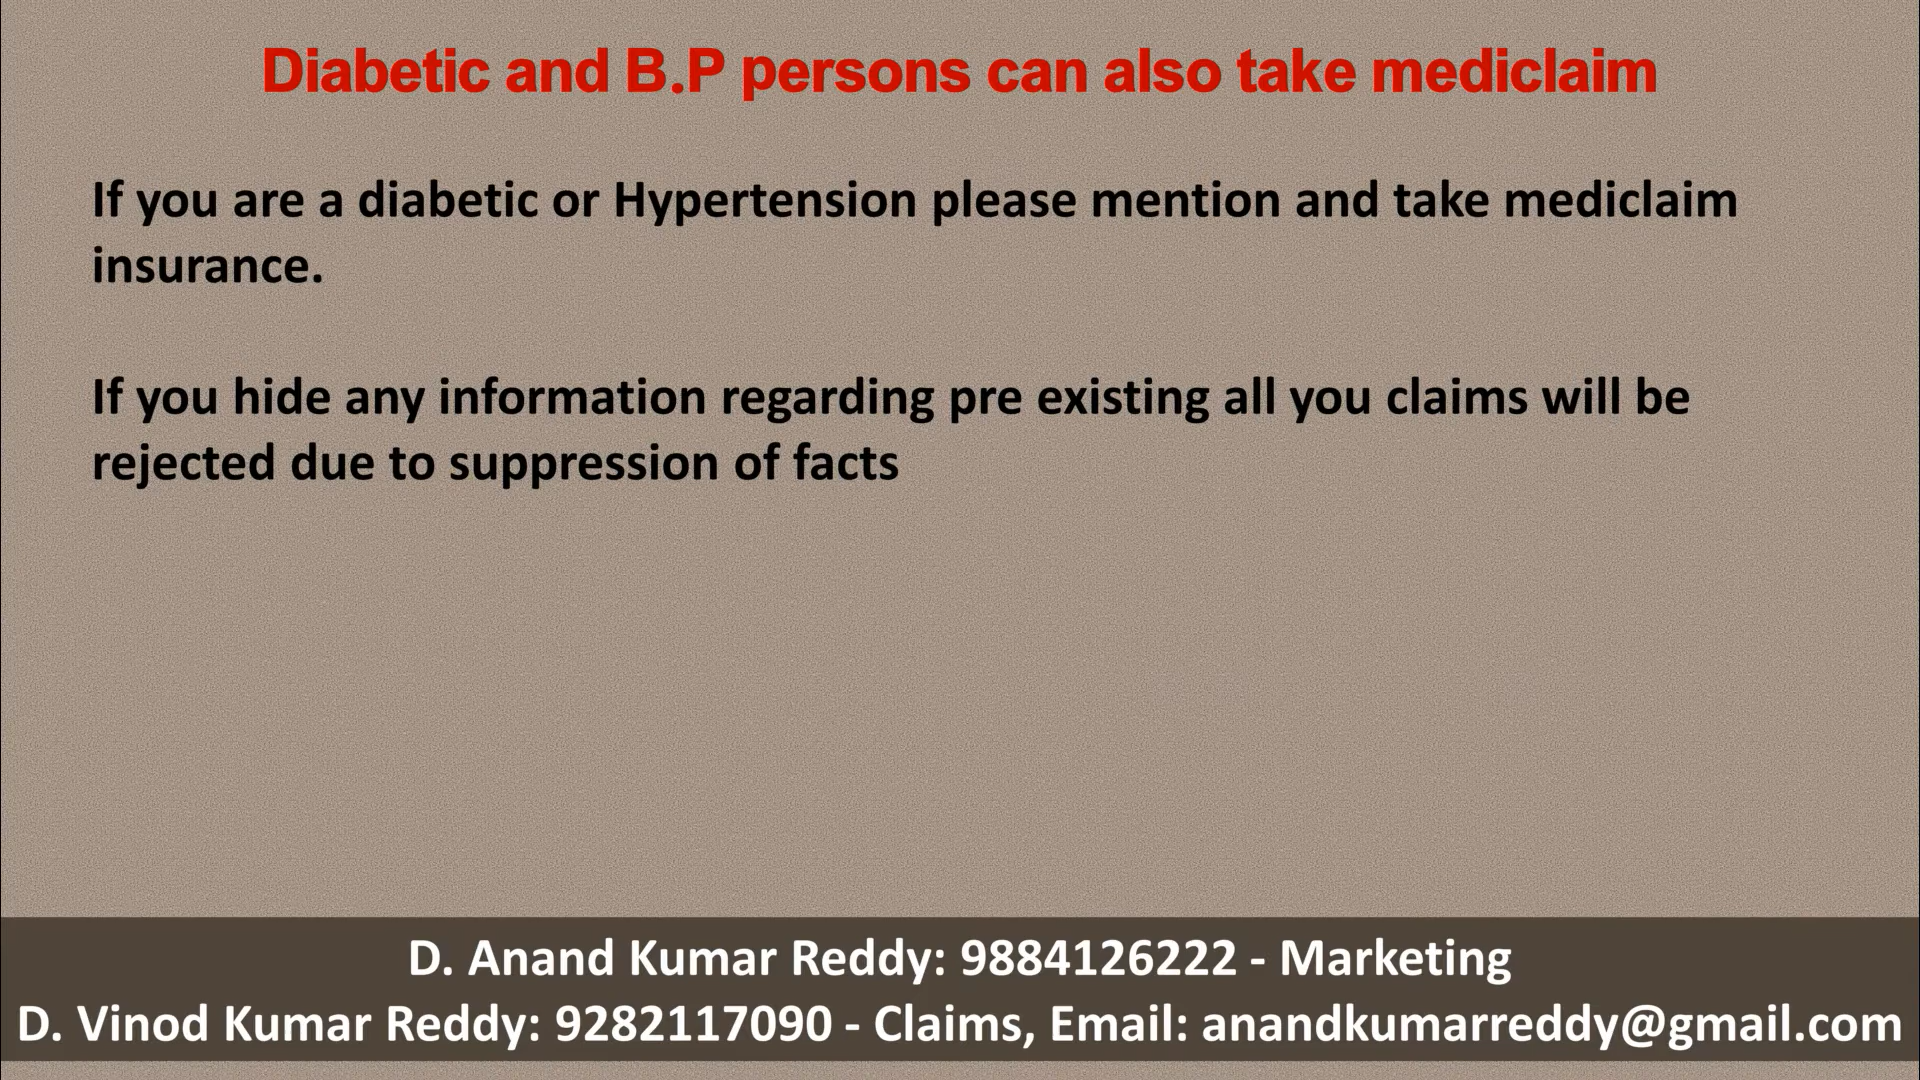 Diabetic and B.P persons can also take mediclaim
If you are a diabetic or Hypertension please mention and take mediclaim
insurance.
If you hide any information regarding pre existing all you claims will be
rejected due to suppression of facts
D. Anand Kumar Reddy: 9884126222 - Marketing
D. Vinod Kumar Reddy: 9282117090 - Claims, Email: anandkumarreddy@gmail.com